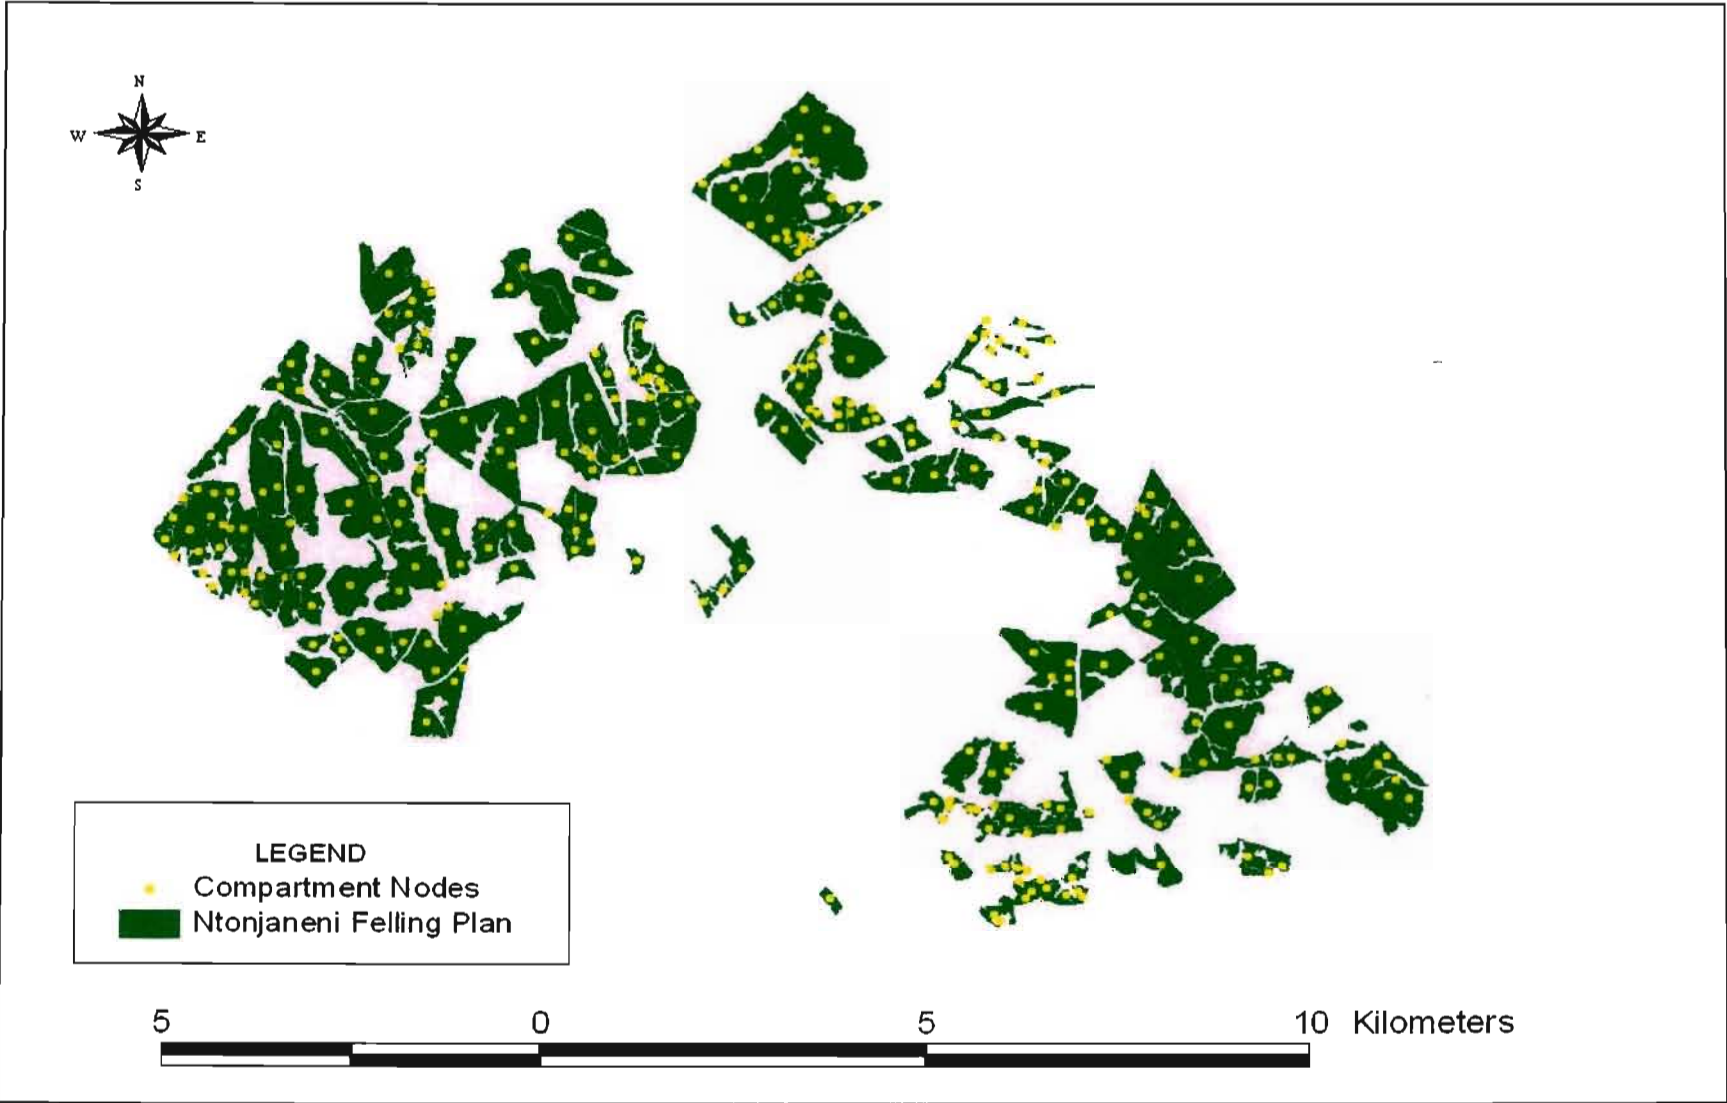 N
W E
S
LEGEND
Compartment Nodes
Ntonjaneni Felling Plan
5 0 5 10 Kilometers